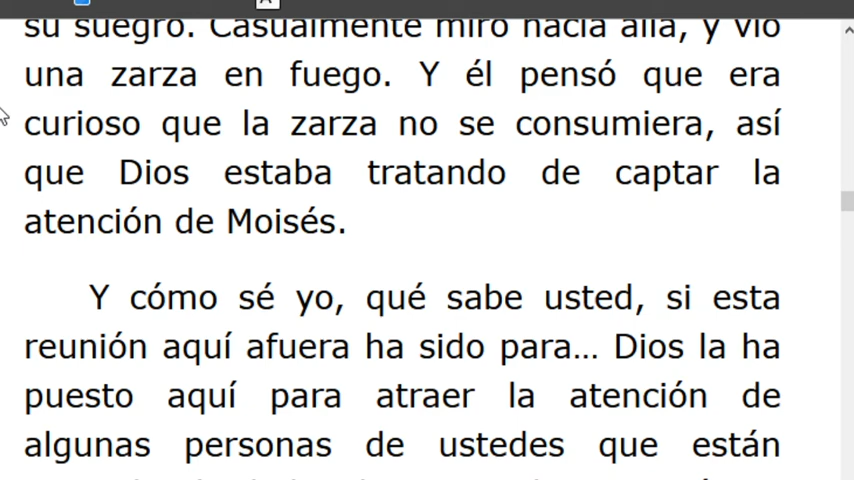 su suegro. Casualmente miró hacia allá, y vio
una zarza en fuego. Y él pensó que era
curioso que la zarza no se consumiera, así
que Dios estaba tratando de captar la
atención de Moisés.
Y cómo sé yo, qué sabe usted, si esta
reunión aquí afuera ha sido para... Dios la ha
puesto aquí para atraer la atención de
algunas personas de ustedes que están